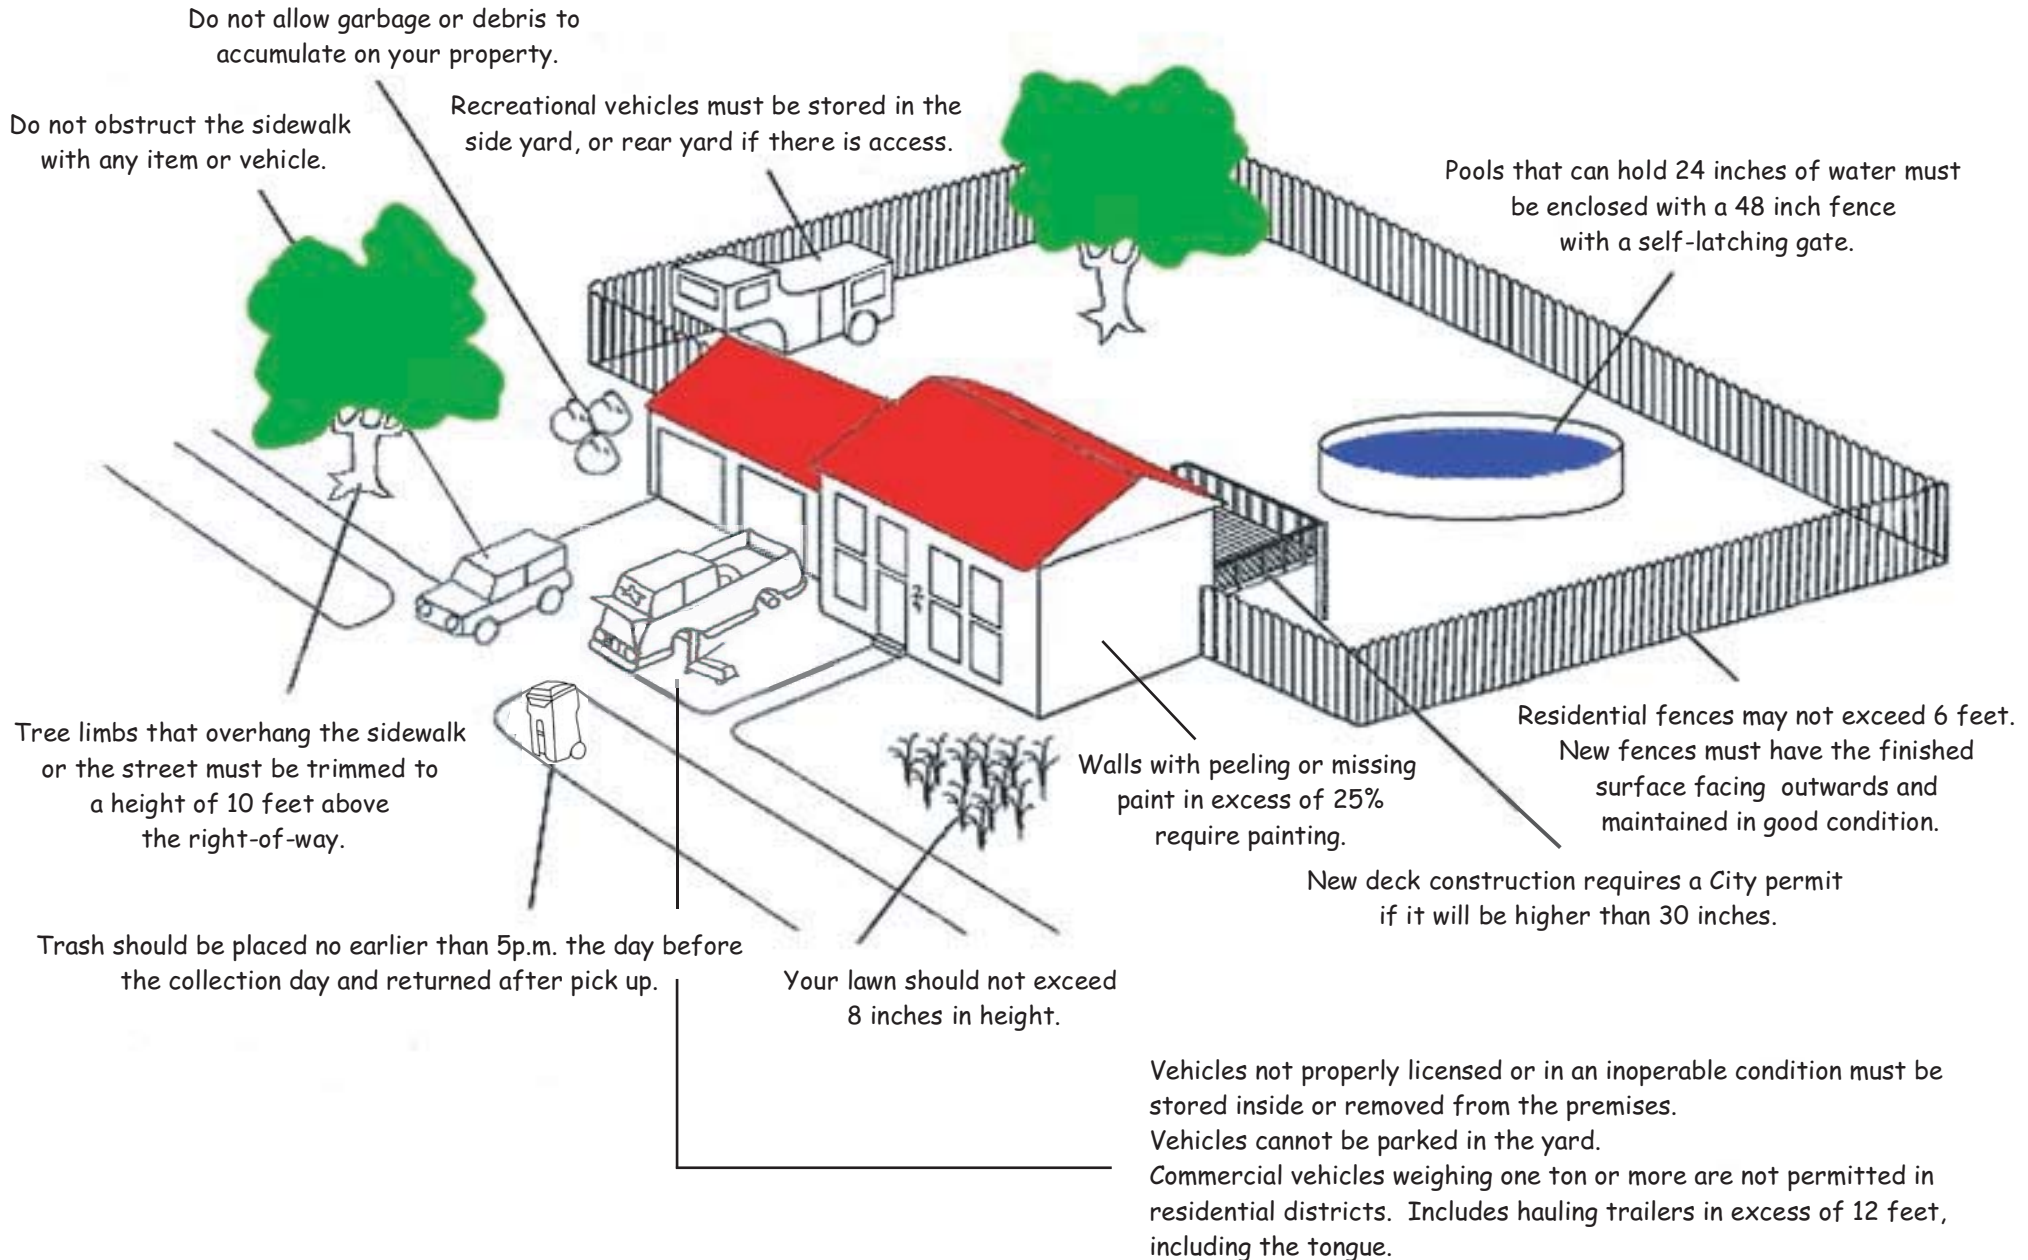 Do not allow garbage or debris to
accumulate on your property.
Do not obstruct the sidewalk
with any item or vehicle.
Recreational vehicles must be stored in the
side yard, or rear yard if there is access.
Pools that can hold 24 inches of water must
be enclosed with a 48 inch fence
with a self-latching gate.
Tree limbs that overhang the sidewalk
or the street must be trimmed to
a height of 10 feet above
the right-of-way.
Walls with peeling or missing
paint in excess of 25%
require painting.
Residential fences may not exceed 6 feet.
New fences must have the finished
surface facing outwards and
maintained in good condition.
New deck construction requires a City permit
if it will be higher than 30 inches.
Trash should be placed no earlier than 5p.m. the day before
the collection day and returned after pick up.
Your lawn should not exceed
8 inches in height.
Vehicles not properly licensed or in an inoperable condition must be
stored inside or removed from the premises.
Vehicles cannot be parked in the yard.
Commercial vehicles weighing one ton or more are not permitted in
residential districts.  Includes hauling trailers in excess of 12 feet,
including the tongue.